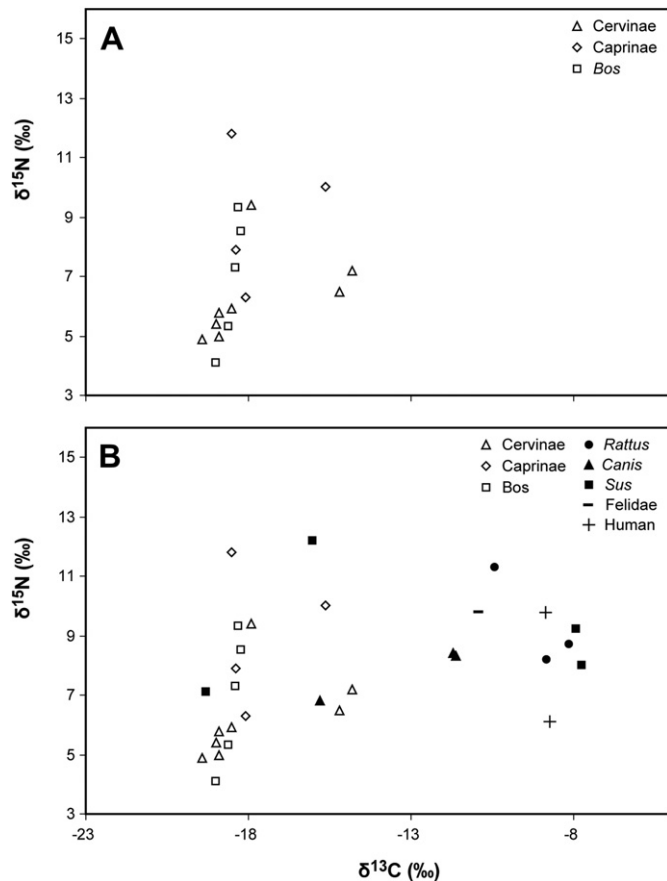 A
Cervinae
Caprinae
Bos
15
13
11
9
7
5
3
δ15N (‰)
B
Cervinae
Caprinae
Bos
Rattus
Canis
Sus
Felidae
Human
15
13
11
9
7
5
3
δ15N (‰)
-23
-18
-13
-8
δ13C (‰)